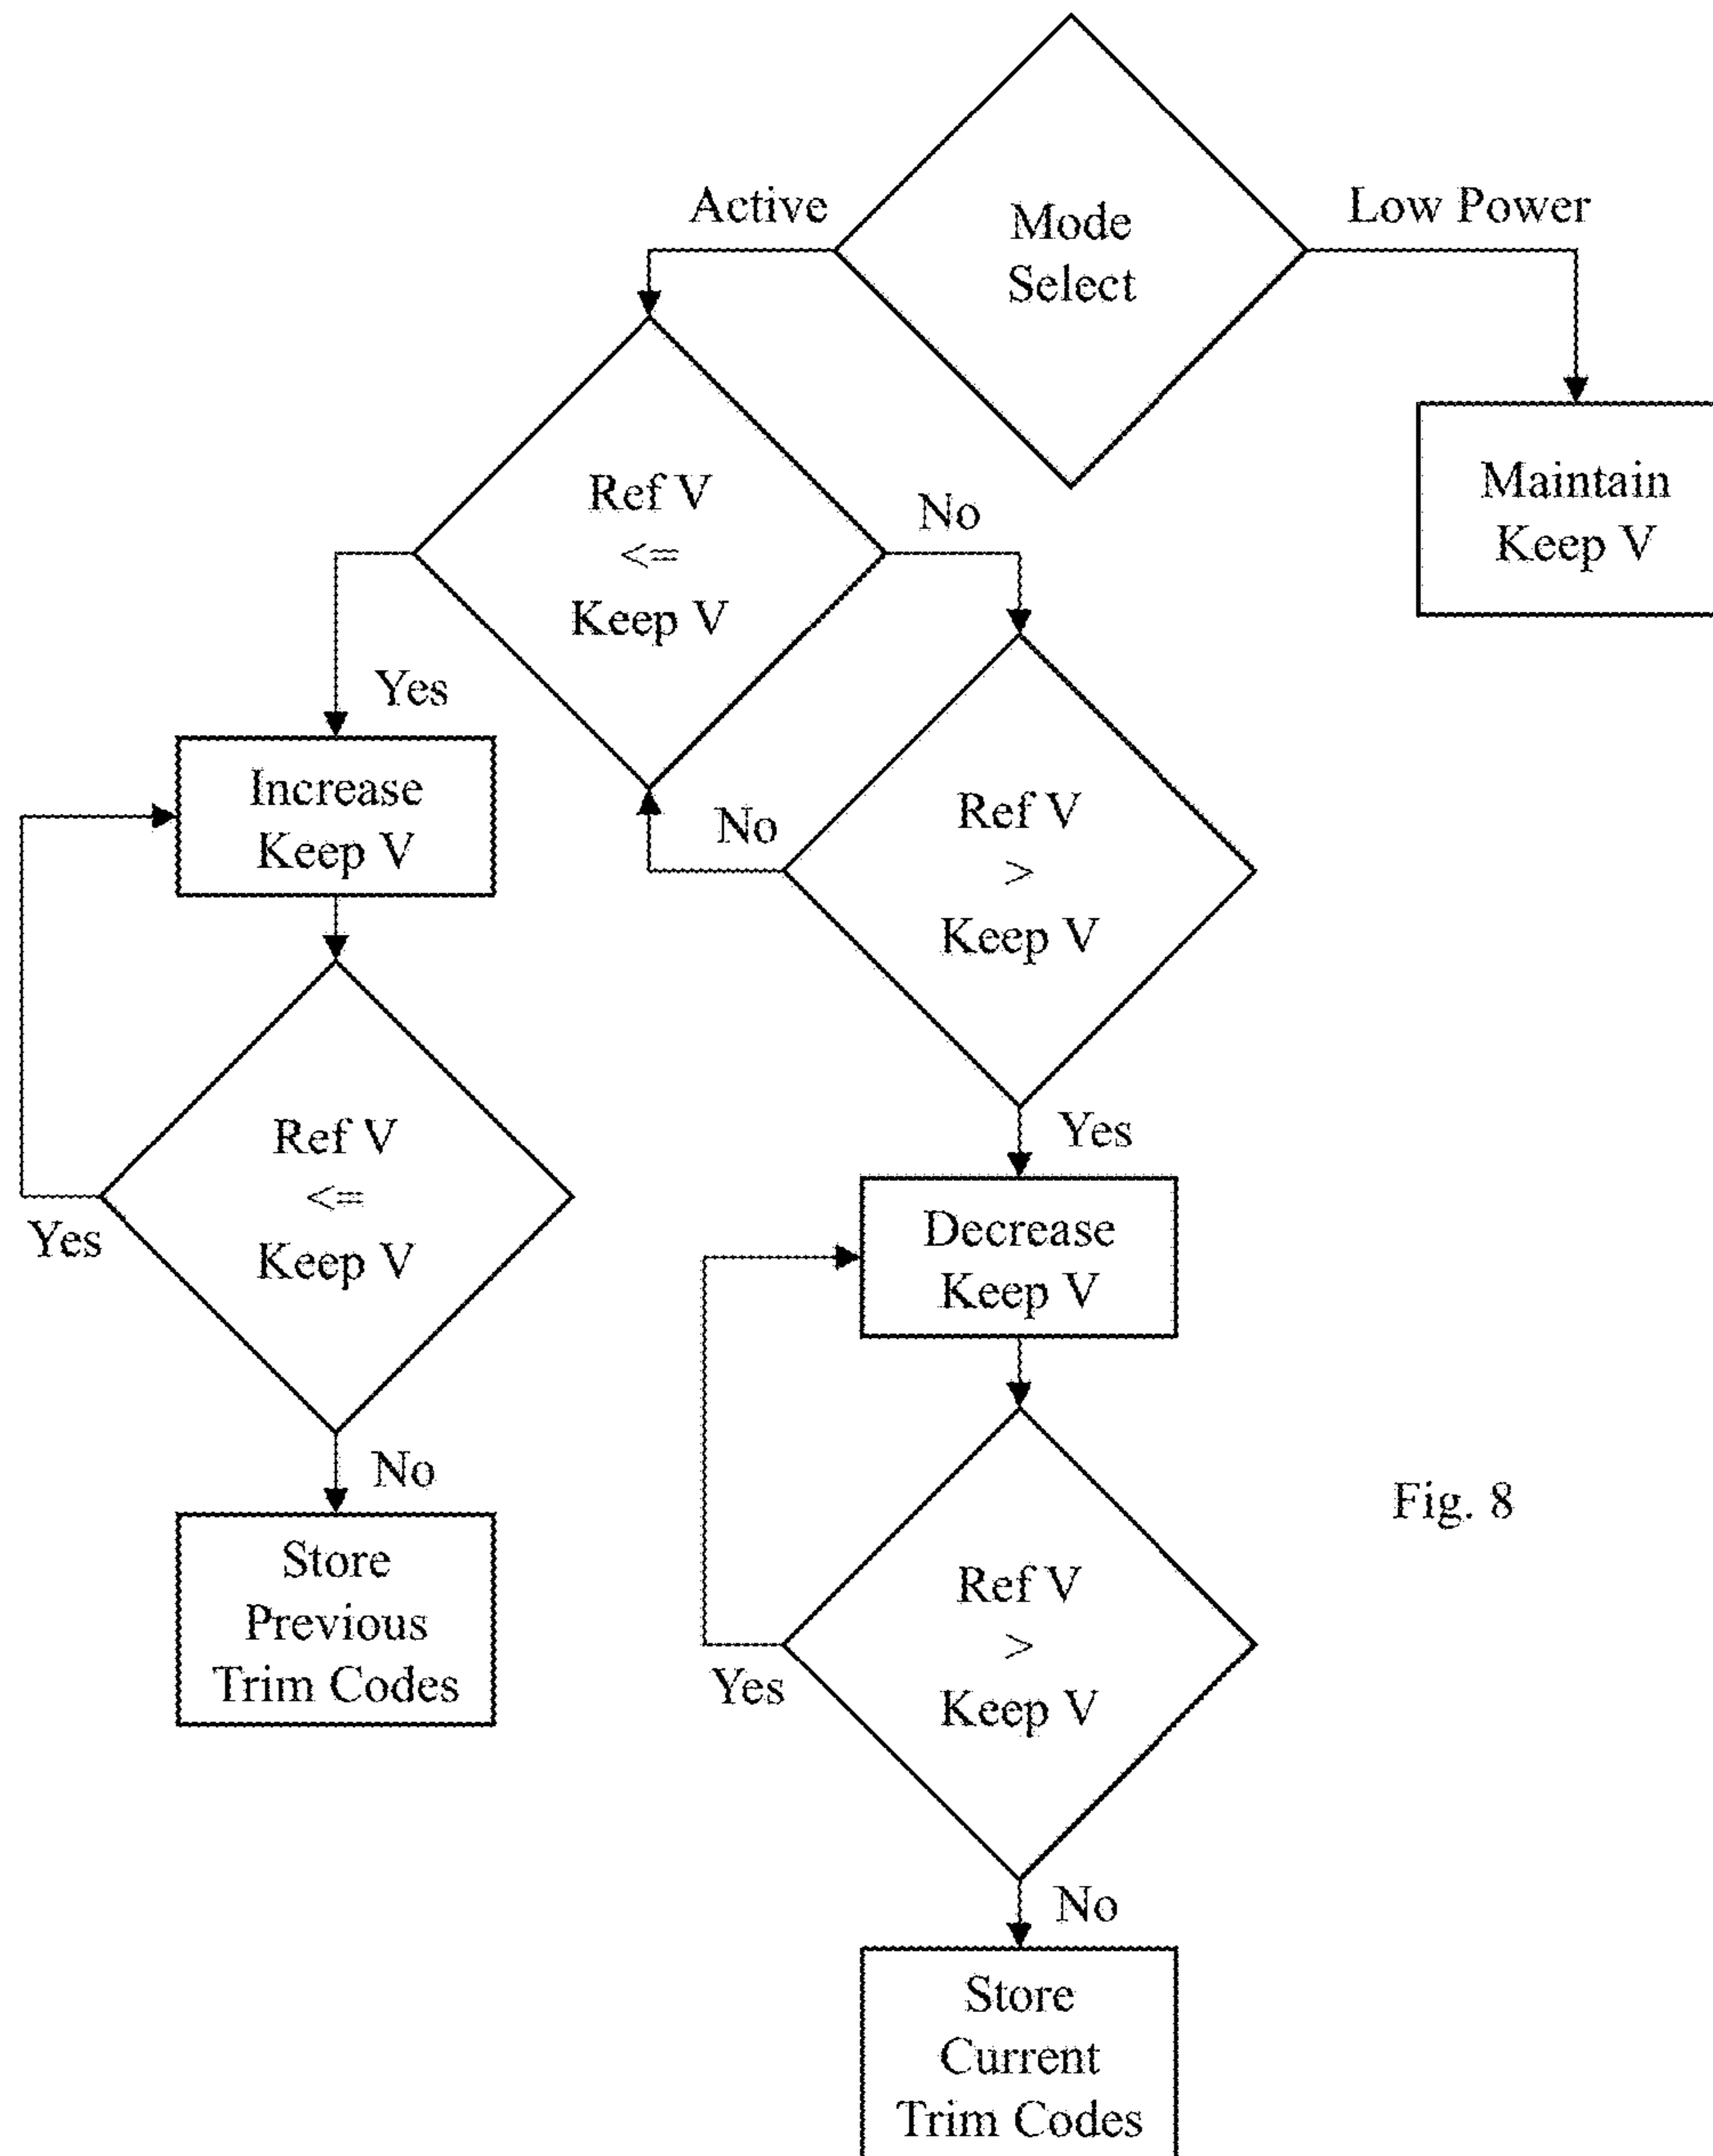 Active
Mode
Select
Low Power
Maintain
Keep V
Ref V
<=
Keep V
No
Yes
Increase
Keep V
No
Ref V
>
Keep V
Ref V
<=
Keep V
Yes
No
Store
Previous
Trim Codes
Yes
Decrease
Keep V
Ref V
>
Keep V
Yes
No
Store
Current
Trim Codes
Fig. 8